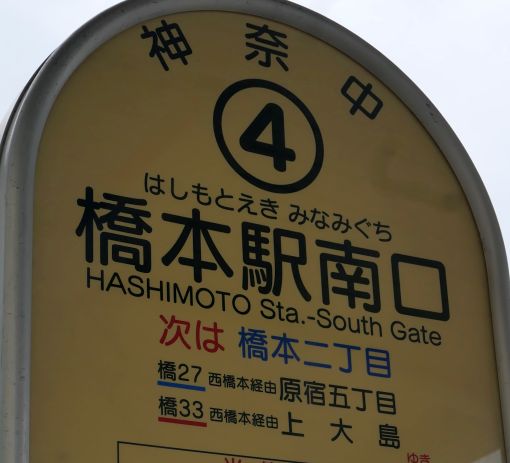 神奈中
④
はしもとえき みなみぐち
橋本駅南口
HASHIMOTO Sta.-South Gate
次は 橋本二丁目
橋27 西橋本経由 原宿五丁目
橋33 西橋本経由 上大島
ゆき